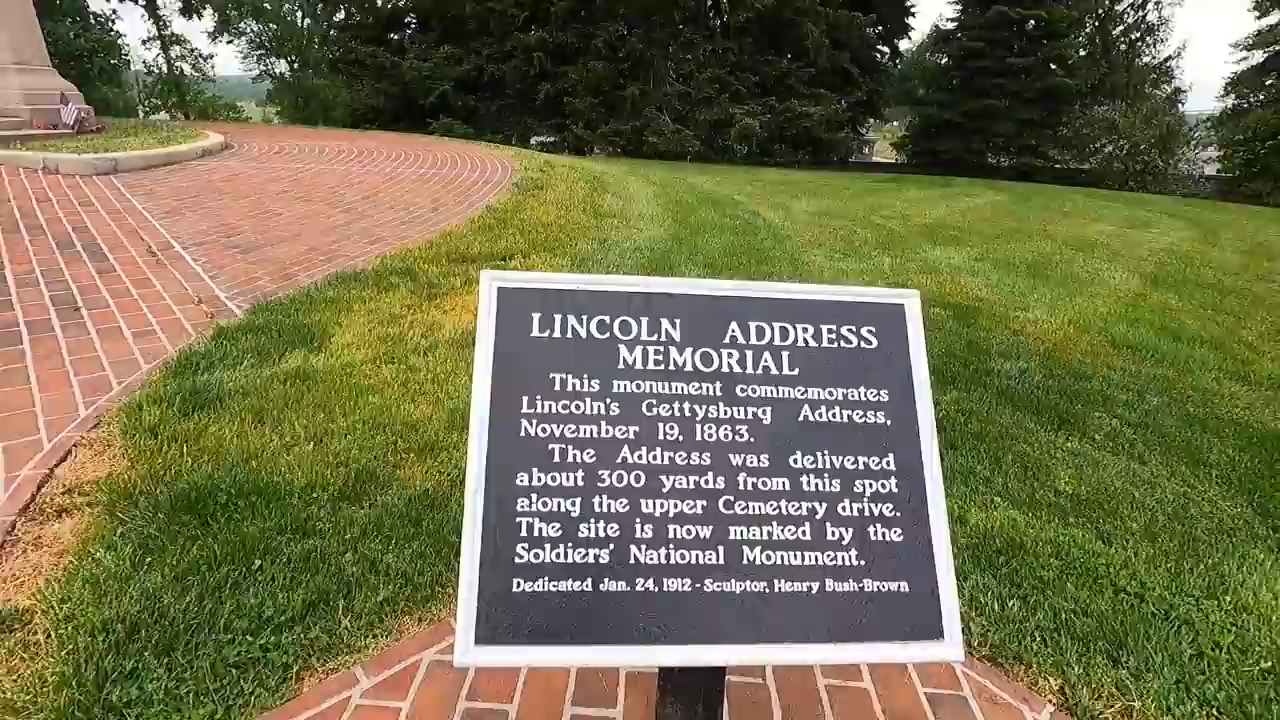 LINCOLN ADDRESS
MEMORIAL
This monument commemorates
Lincoln's Gettysburg Address,
November 19, 1863.
The Address was delivered
about 300 yards from this spot
along the upper Cemetery drive.
The site is now marked by the
Soldiers' National Monument.
Dedicated Jan. 24, 1912 - Sculptor, Henry Bush-Brown